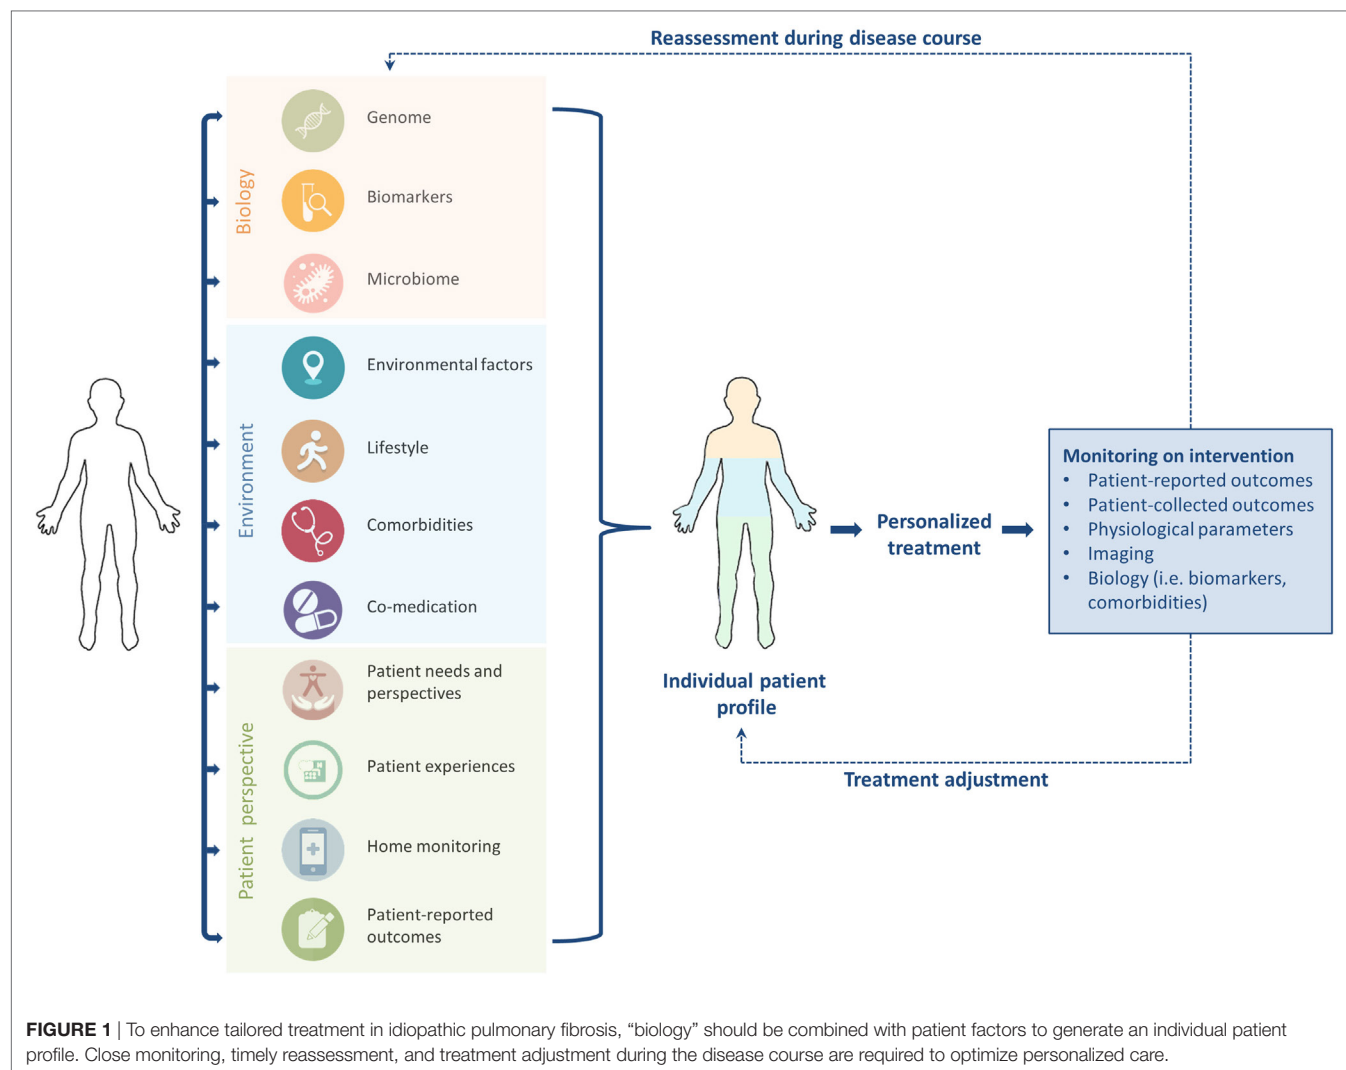 Reassessment during disease course
Biology
Genome
Biomarkers
Microbiome
Environment
Environmental factors
Lifestyle
Comorbidities
Co-medication
Patient perspective
Patient needs and
perspectives
Patient experiences
Home monitoring
Patient-reported
outcomes
Individual patient
profile
Personalized
treatment
Monitoring on intervention
• Patient-reported outcomes
• Patient-collected outcomes
• Physiological parameters
• Imaging
• Biology (i.e. biomarkers,
comorbidities)
Treatment adjustment
FIGURE 1 | To enhance tailored treatment in idiopathic pulmonary fibrosis, “biology” should be combined with patient factors to generate an individual patient
profile. Close monitoring, timely reassessment, and treatment adjustment during the disease course are required to optimize personalized care.